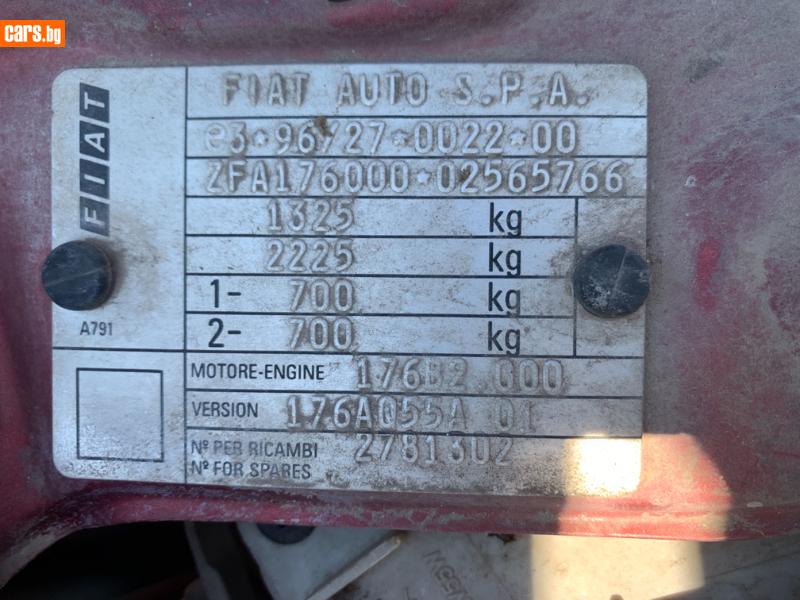 cars.bg
FIAT
FIAT AUTO S.P.A.
e3*96/27*0022*00
ZFA176000*02565766
1325 kg
2225 kg
1- 700 kg
2- 700 kg
A791
MOTORE-ENGINE 176B2 000
VERSION 176A055A 01
Nº PER RICAMBI 2781302
Nº FOR SPARES